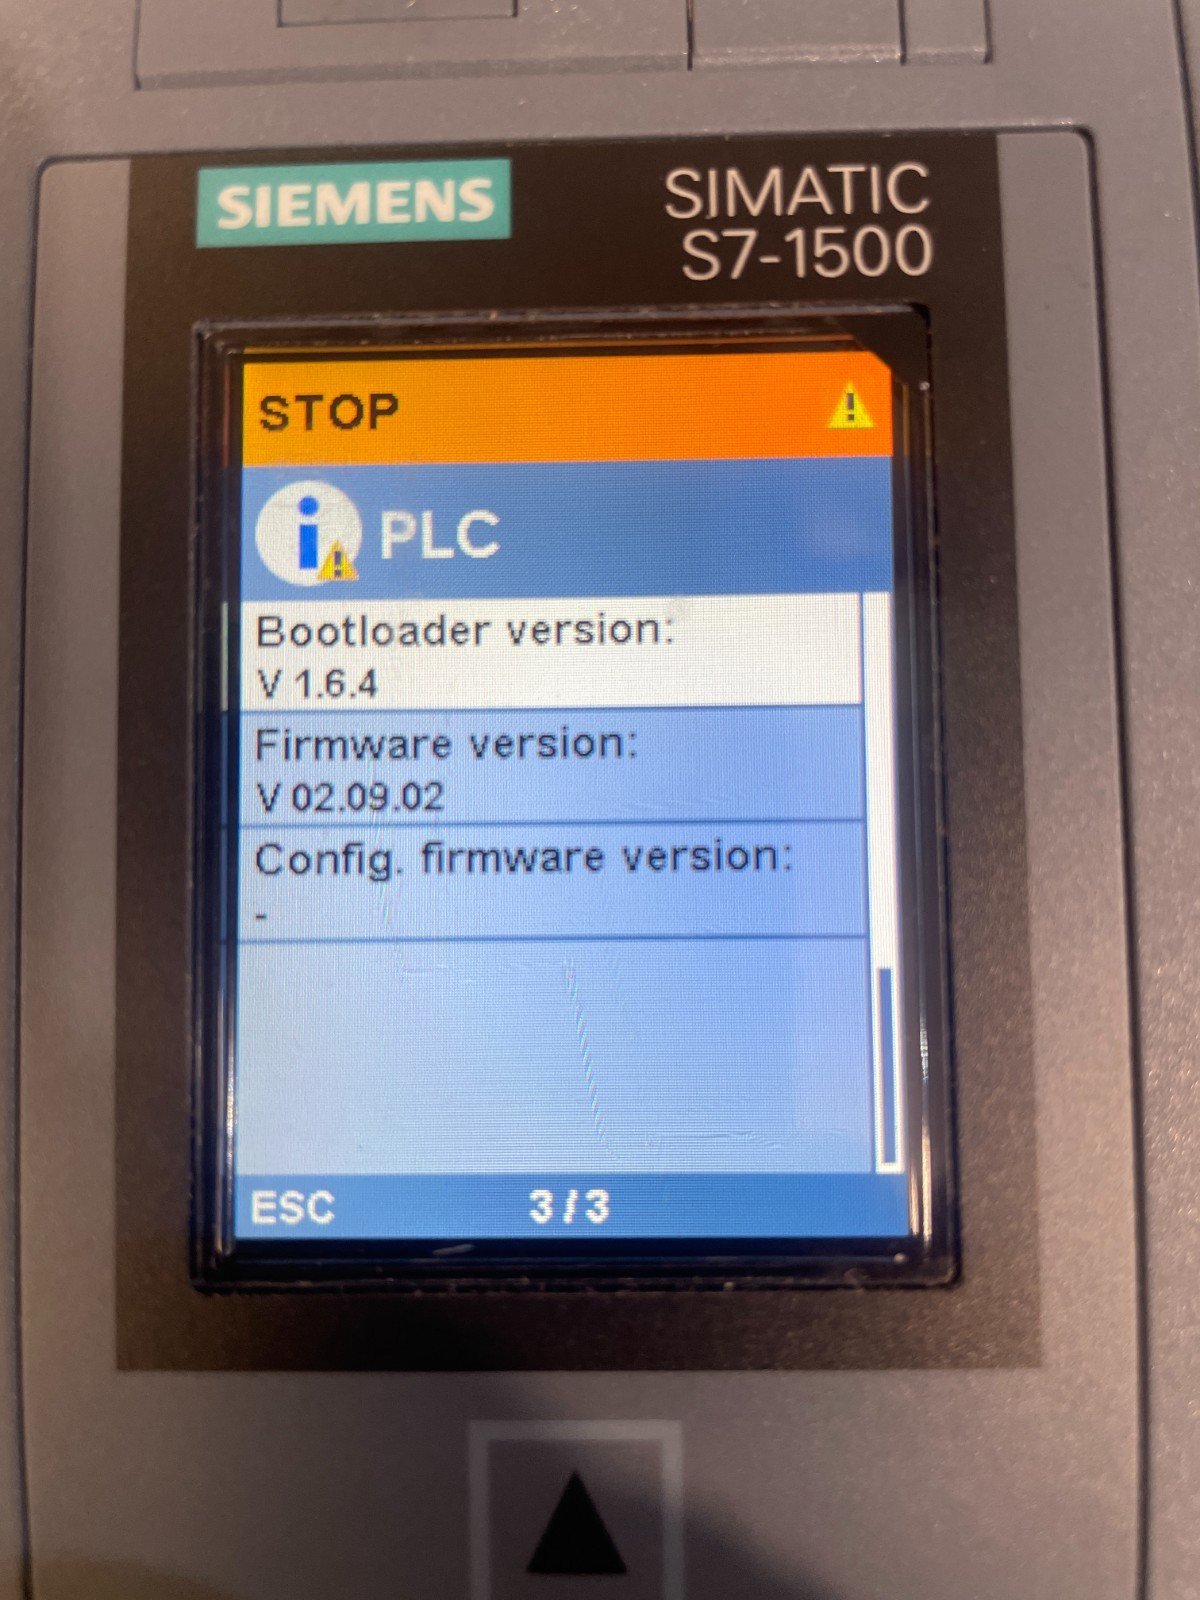 SIEMENS
SIMATIC
S7-1500
STOP
PLC
Bootloader version:
V 1.6.4
Firmware version:
V 02.09.02
Config. firmware version:
-
ESC
3/3